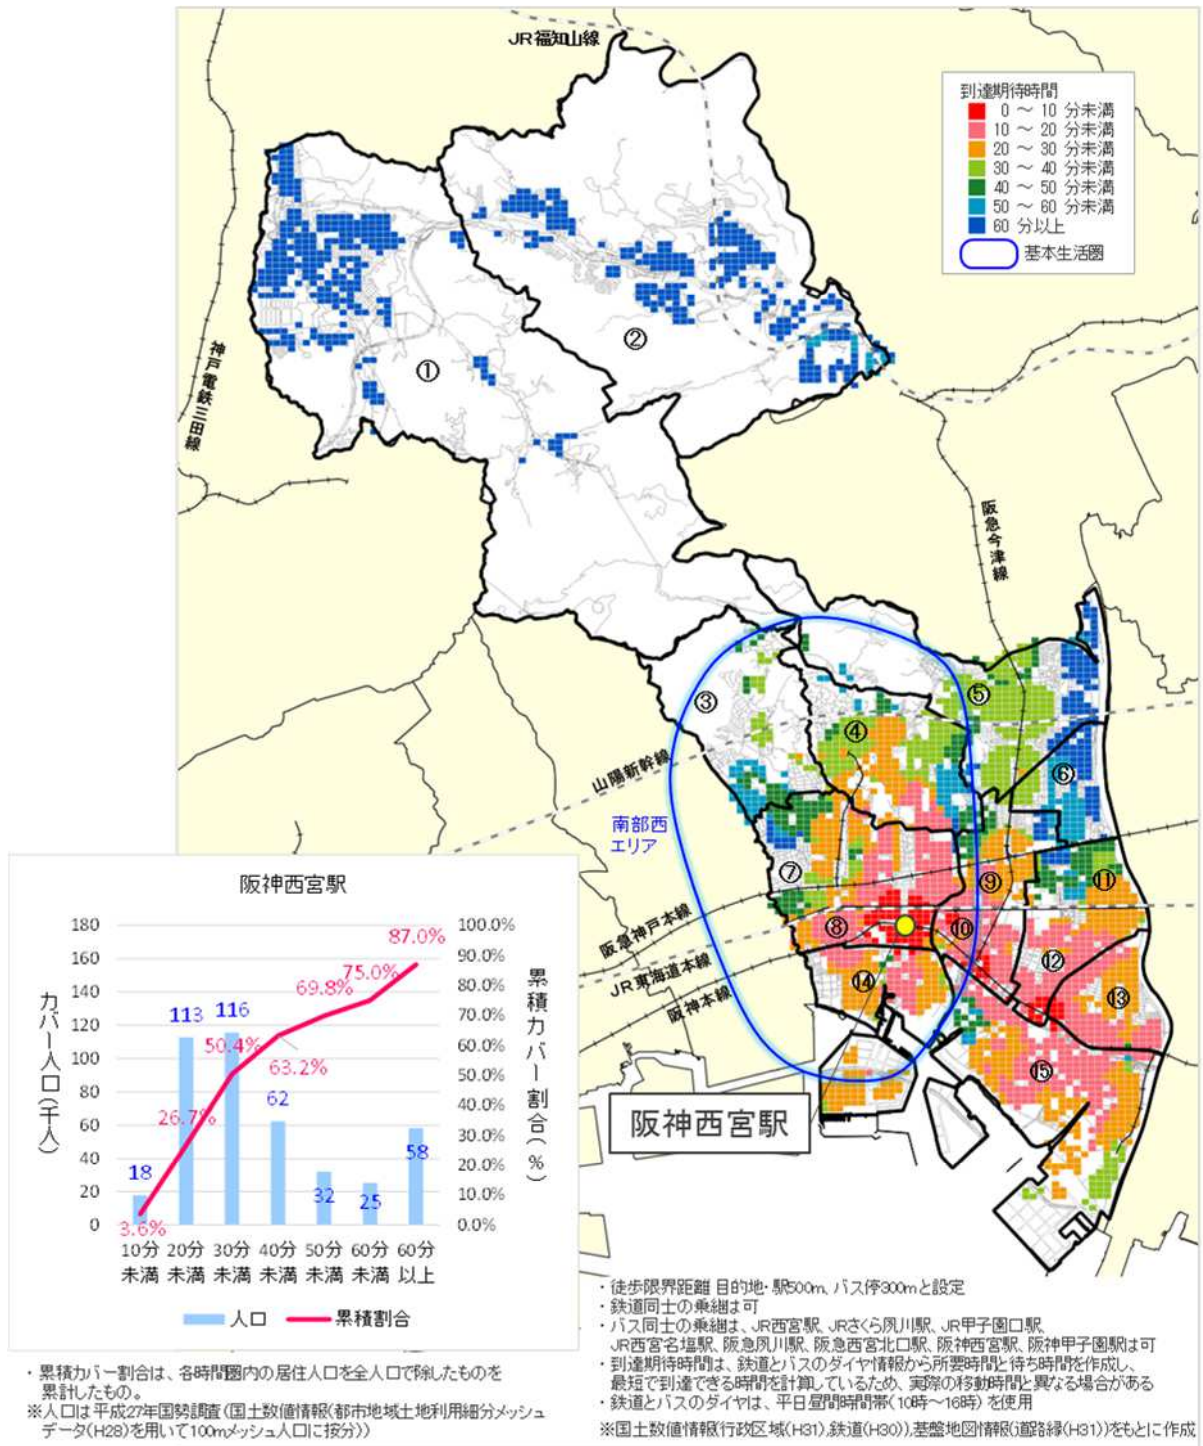 JR福知山線
到達期待時間
0 ～ 10 分未満
10 ～ 20 分未満
20 ～ 30 分未満
30 ～ 40 分未満
40 ～ 50 分未満
50 ～ 60 分未満
60 分以上
基本生活圏
神戸電鉄三田線
①
②
阪急今津線
③
④
⑤
⑥
山陽新幹線
南部西
エリア
⑦
⑧
⑨
⑩
⑪
⑫
⑬
⑭
⑮
阪急神戸本線
JR東海道本線
阪神本線
阪神西宮駅
阪神西宮駅
カバー人口(千人)
180
160
140
120
100
80
60
40
20
0
100.0%
90.0%
80.0%
70.0%
60.0%
50.0%
40.0%
30.0%
20.0%
10.0%
0.0%
累積カバー割合(%)
18
113
116
62
32
25
58
3.6%
26.7%
50.4%
63.2%
69.8%
75.0%
87.0%
10分 20分 30分 40分 50分 60分 60分
未満 未満 未満 未満 未満 未満 以上
人口 累積割合
・累積カバー割合は、各時間圏内の居住人口を全人口で除したものを
累計したもの。
※人口は平成27年国勢調査(国土数値情報(都市地域土地利用細分メッシュ
データ(H28)を用いて100mメッシュ人口に按分))
・徒歩限界距離 目的地・駅500m、バス停300mと設定
・鉄道同士の乗継は可
・バス同士の乗継は、JR西宮駅、JRさくら夙川駅、JR甲子園口駅、
JR西宮名塩駅、阪急夙川駅、阪急西宮北口駅、阪神西宮駅、阪神甲子園駅は可
・到達期待時間は、鉄道とバスのダイヤ情報から所要時間と待ち時間を作成し、
最短で到達できる時間を計算しているため、実際の移動時間と異なる場合がある
・鉄道とバスのダイヤは、平日昼間時間帯(10時～16時)を使用
※国土数値情報(行政区域(H31),鉄道(H30)),基盤地図情報(道路縁(H31))をもとに作成